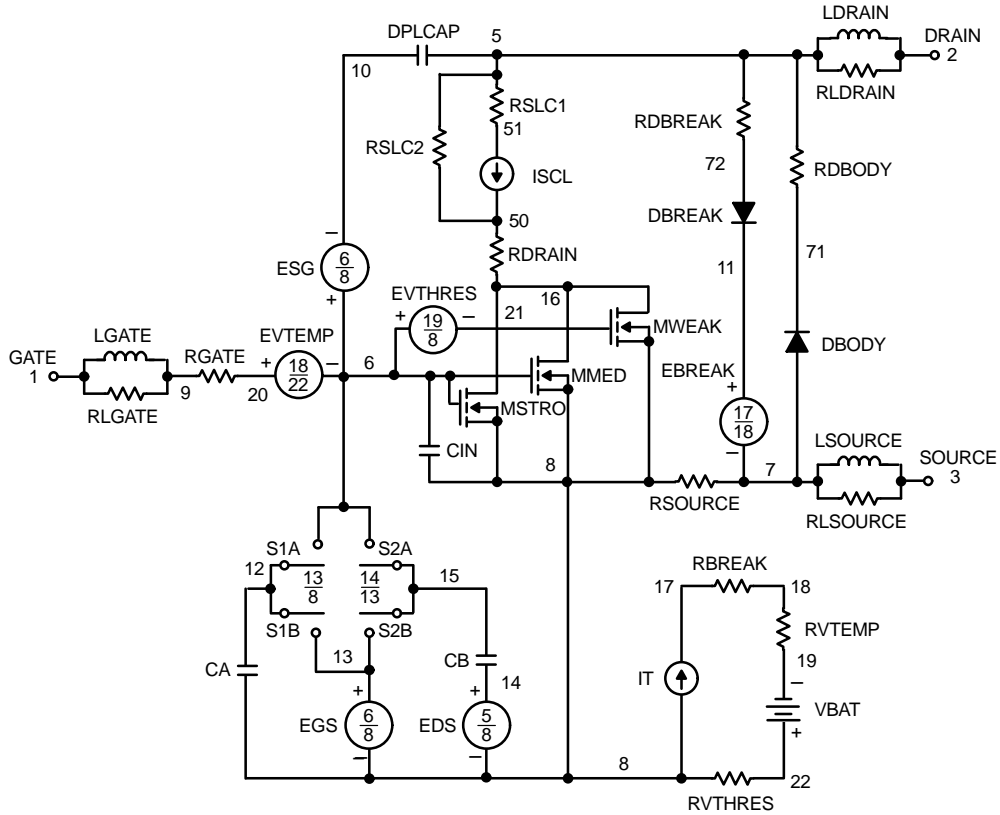 LDRAIN
DPLCAP
5
DRAIN
2
10
RLDRAIN
RSLC1
51
RDBREAK
RSLC2
72
RDBODY
ISCL
DBREAK
50
–
ESG
6
8
+
RDRAIN
11
71
EVTHRES
16
21
+
19
8
–
MWEAK
LGATE
EVTEMP
GATE
1
RGATE
+
18
22
–
6
MMED
EBREAK
+
DBODY
9
20
RLGATE
MSTRO
17
18
–
LSOURCE
CIN
8
7
SOURCE
3
RSOURCE
RLSOURCE
S1A
S2A
12
13
8
14
13
15
RBREAK
17
18
S1B
S2B
RVTEMP
13
CB
CA
19
14
–
IT
+
+
VBAT
EGS
6
8
EDS
5
8
+
–
–
8
22
RVTHRES